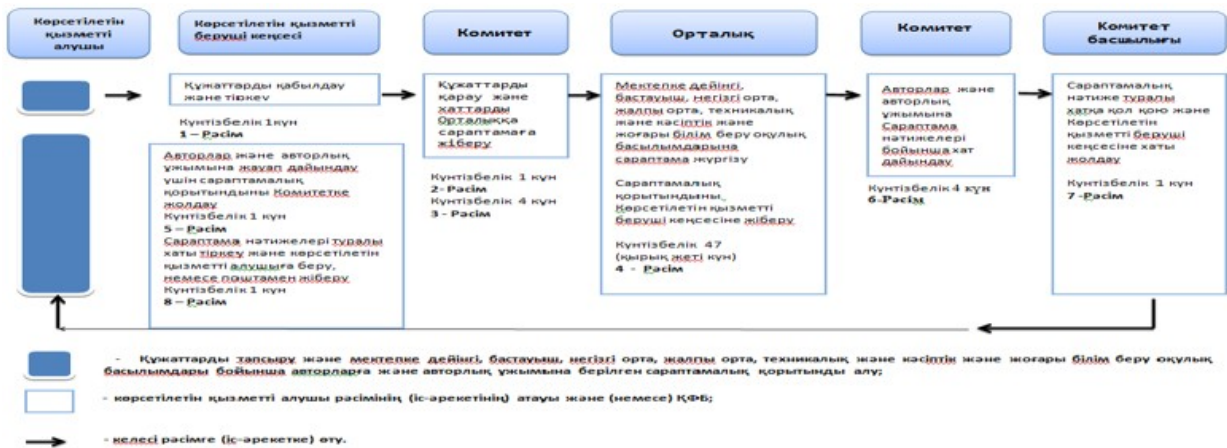 Көрсетілетін
қызметті
алушы
Көрсетілетін қызметті
беруші кеңсесі
Комитет
Орталық
Комитет
Комитет
басшылығы
Құжаттарды қабылдау
және тіркеу
Күнтізбелік 1күн
1 – Рәсім
Авторлар және авторлық
ұжымына жауап дайындау
үшін сараптамалық
қорытындыны Комитетке
жолдау
Күнтізбелік 1 күн
5 – Рәсім
Сараптама нәтижелері туралы
хаты тіркеу және көрсетілетін
қызметті алушыға беру,
немесе поштамен жіберу
Күнтізбелік 1 күн
8 – Рәсім
Құжаттарды
қарау және
хаттарды
Орталыққа
сараптамаға
жіберу
Күнтізбелік 1 күн
2- Рәсім
Күнтізбелік 4 күн
3 - Рәсім
Мектепке дейінгі,
бастауыш, негізгі орта,
жалпы орта, техникалық
және кәсіптік және
жоғары білім беру оқулық
басылымдарына
сараптама жүргізу
Сараптамалық
қорытындыны
Көрсетілетін қызметті
беруші кеңсесіне жіберу
Күнтізбелік 47
(қырық жеті күн)
4 - Рәсім
Авторлар және
авторлық
ұжымына
Сараптама
нәтижелері
бойынша хат
дайындау
Күнтізбелік 4 күн
6-Рәсім
Сараптамалық
нәтиже туралы
хатқа қол қою және
Көрсетілетін
қызметті беруші
кеңсесіне хаты
жолдау
Күнтізбелік 1 күн
7 -Рәсім
- Құжаттарды тапсыру және мектепке дейінгі, бастауыш, негізгі орта, жалпы орта, техникалық және кәсіптік және жоғары білім беру оқулық
басылымдары бойынша авторларға және авторлық ұжымына берілген сараптамалық қорытынды алу;
- көрсетілетін қызметті алушы рәсімінің (іс-әрекетінің) атауы және (немесе) ҚФБ;
- келесі рәсімге (іс-әрекетке) өту.